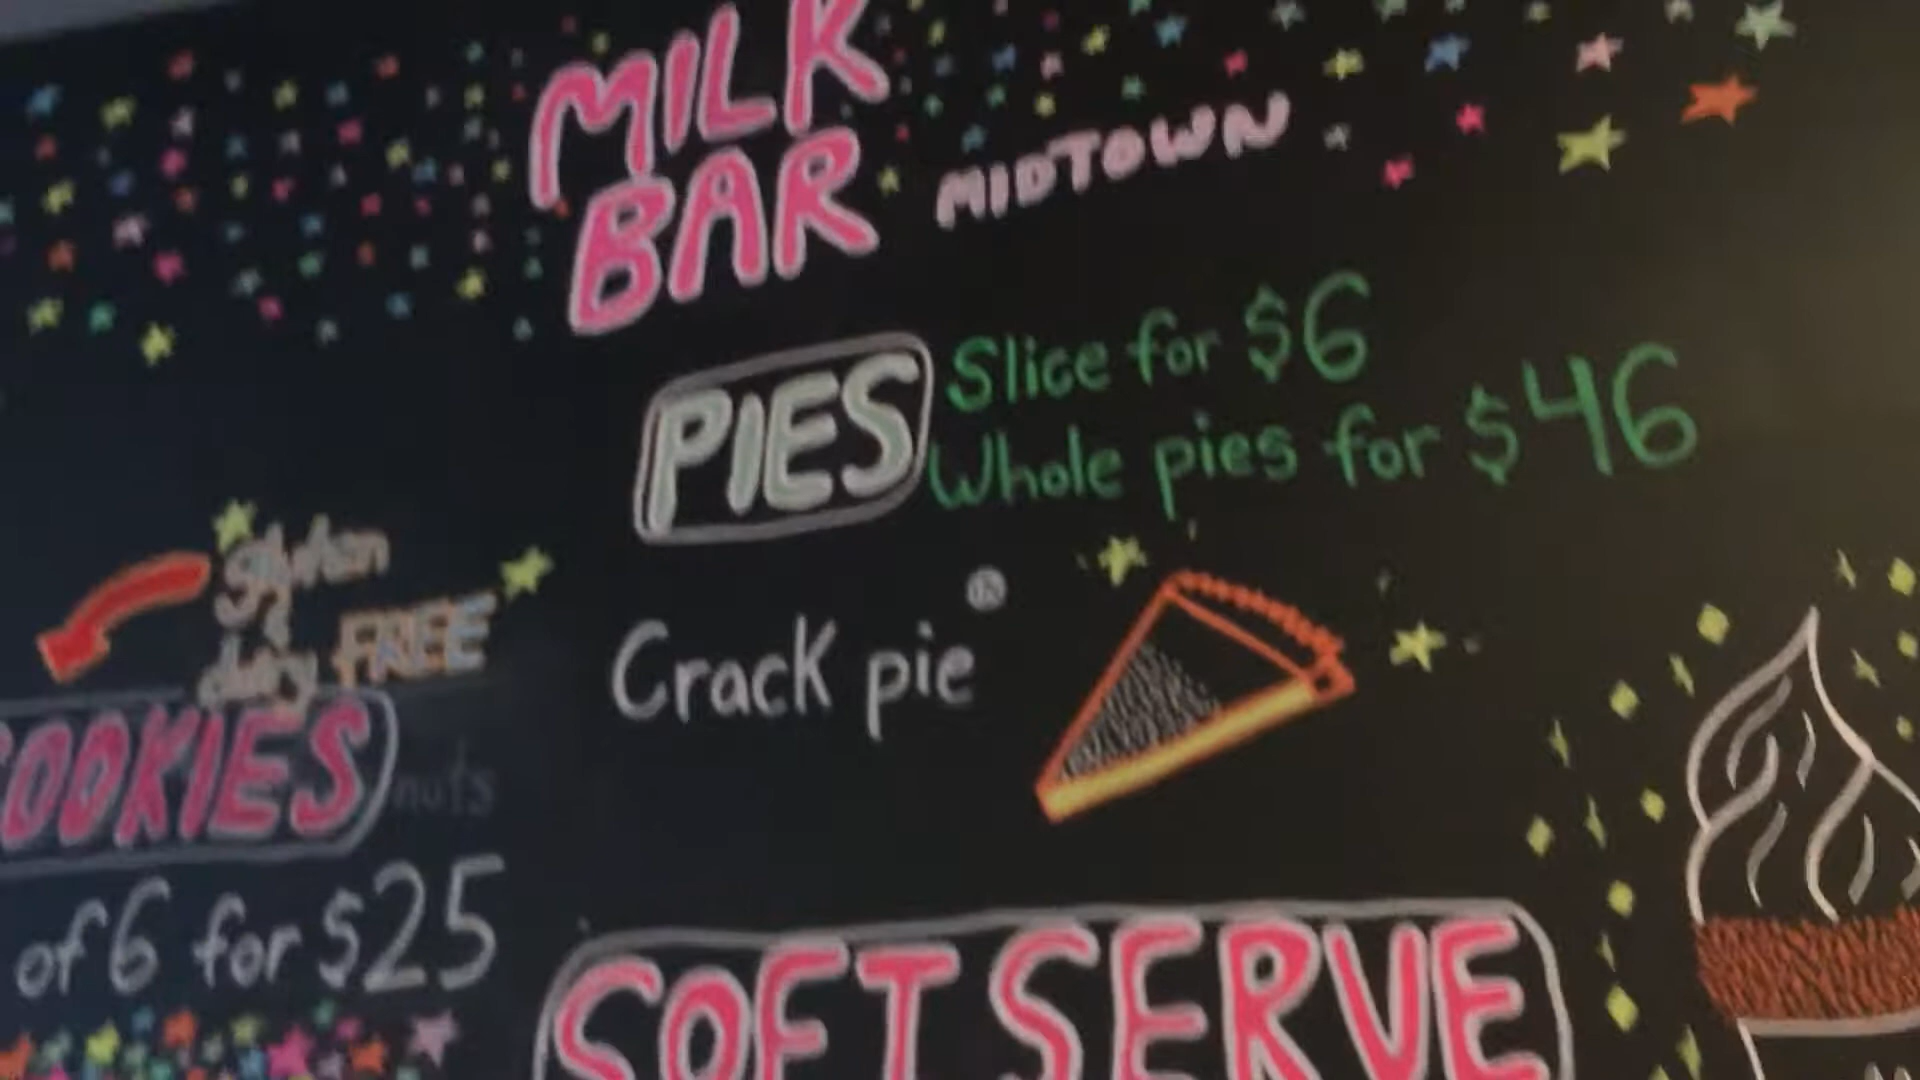 MILK
BAR
MIDTOWN
PIES
Slice for $6
Whole pies for $46
Crack pie®
gluten
&
dairy FREE
COOKIES
nuts
of 6 for $25
SOFT SERVE